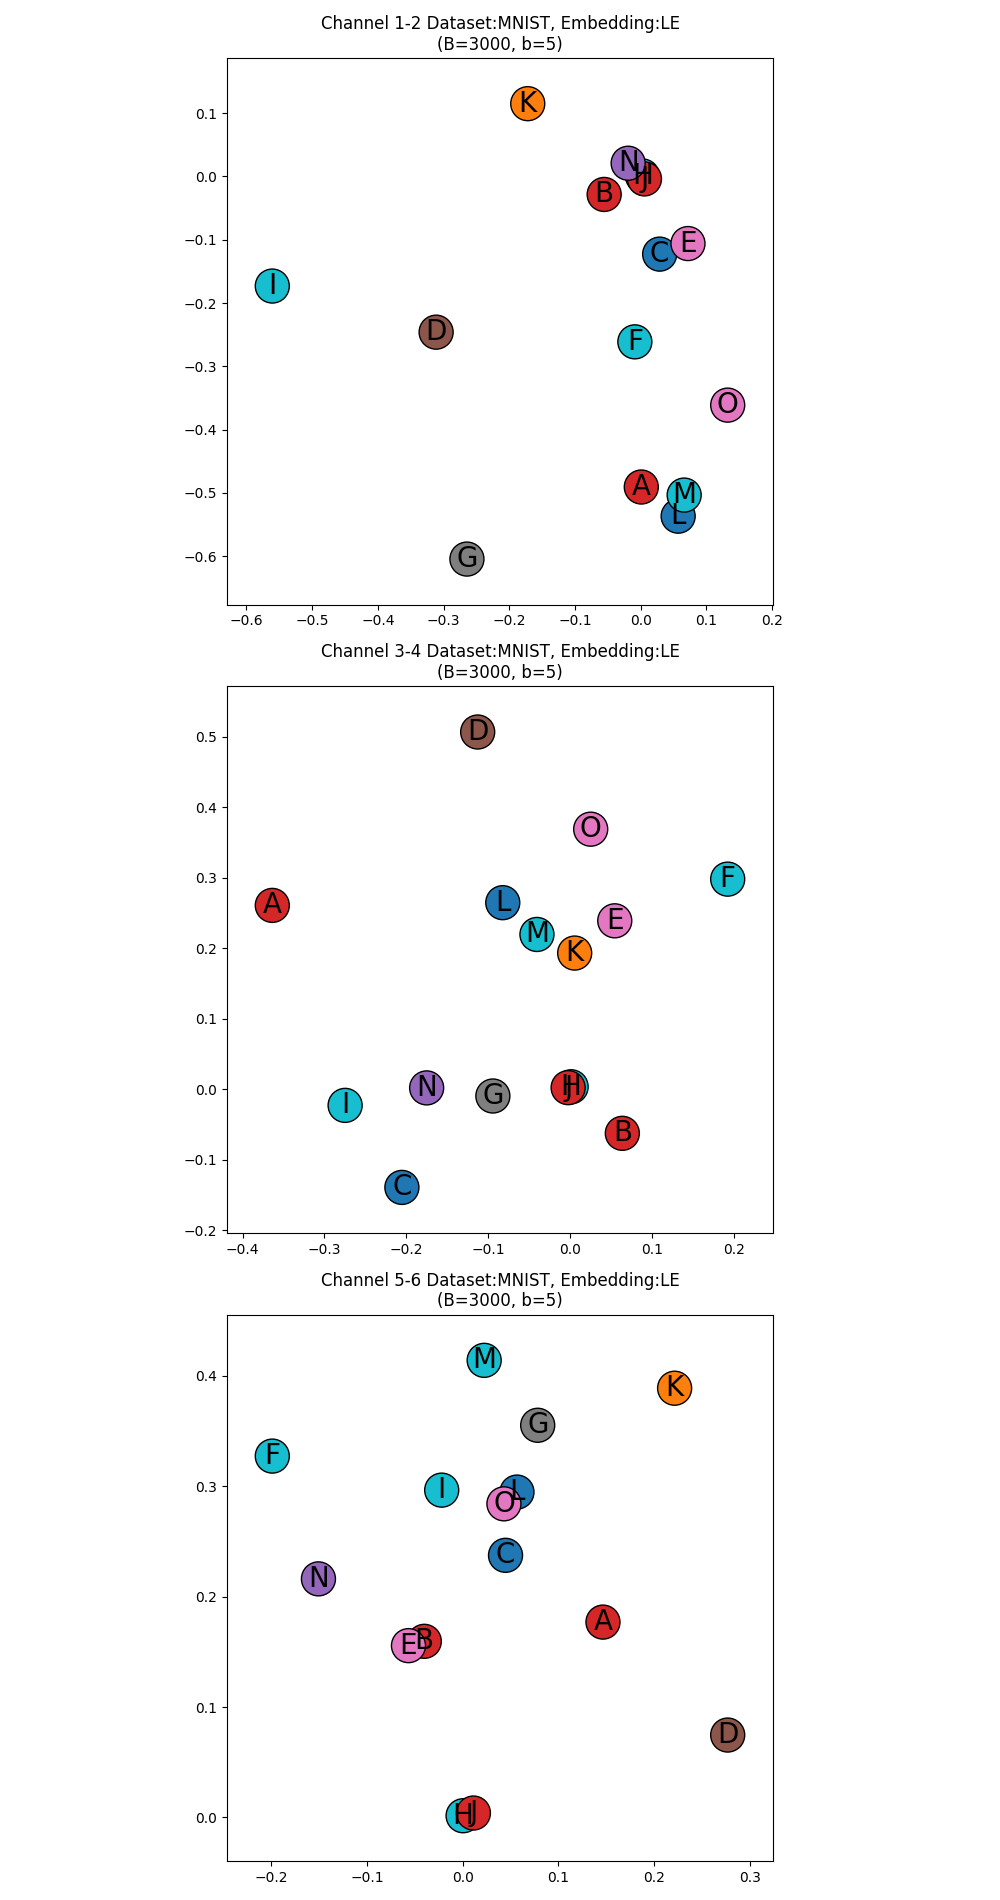 Channel 1-2 Dataset:MNIST, Embedding:LE
(B=3000, b=5)
K
0.1
N
H
J
0.0
B
E
C
−0.1
I
−0.2
D
F
−0.3
O
−0.4
A
M
−0.5
L
G
−0.6
−0.6 −0.5 −0.4 −0.3 −0.2 −0.1 0.0 0.1 0.2
Channel 3-4 Dataset:MNIST, Embedding:LE
(B=3000, b=5)
D
0.5
O
0.4
F
0.3
A
L
E
M
0.2
K
0.1
N
H
J
0.0
G
I
B
−0.1
C
−0.2
−0.4 −0.3 −0.2 −0.1 0.0 0.1 0.2
Channel 5-6 Dataset:MNIST, Embedding:LE
(B=3000, b=5)
M
0.4
K
G
F
I
L
0.3
O
C
N
0.2
A
B
E
0.1
D
H
J
0.0
−0.2 −0.1 0.0 0.1 0.2 0.3